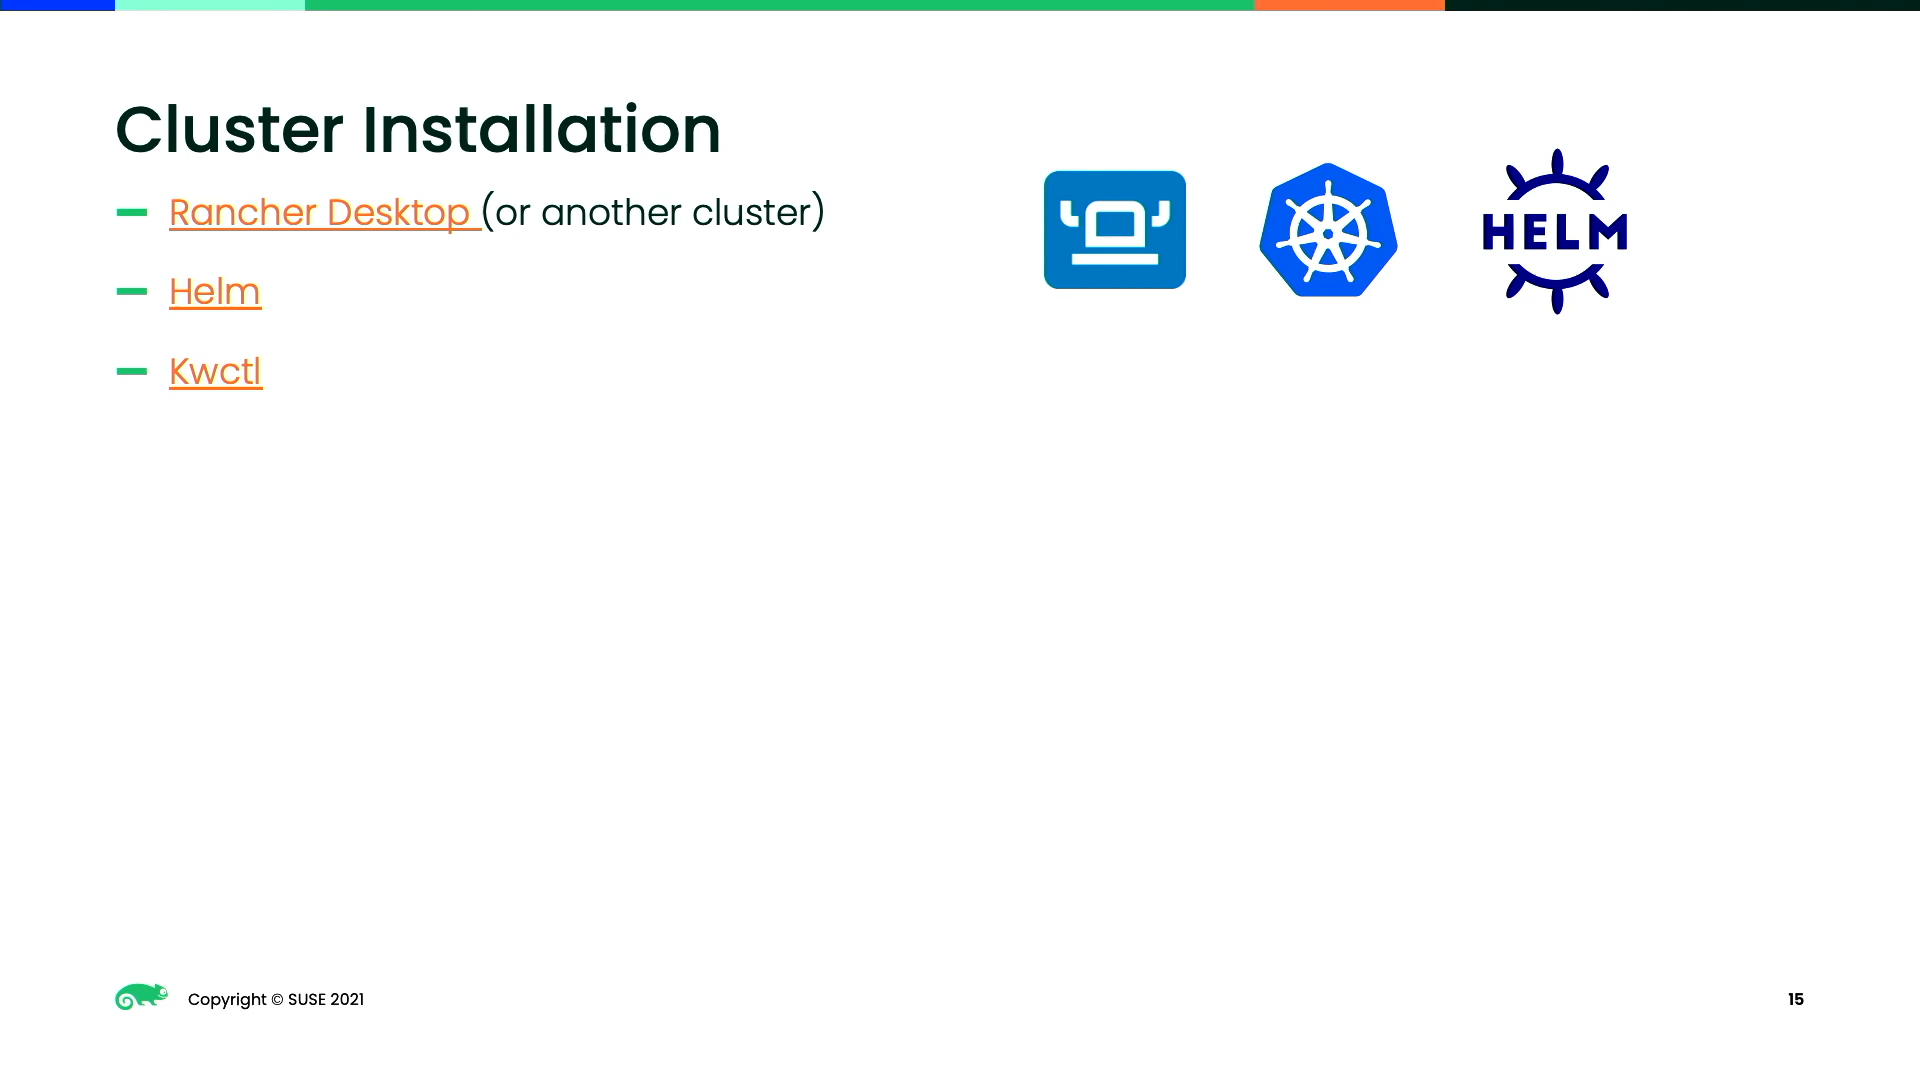 Cluster Installation
Rancher Desktop (or another cluster)
Helm
Kwctl
HELM
Copyright © SUSE 2021
15